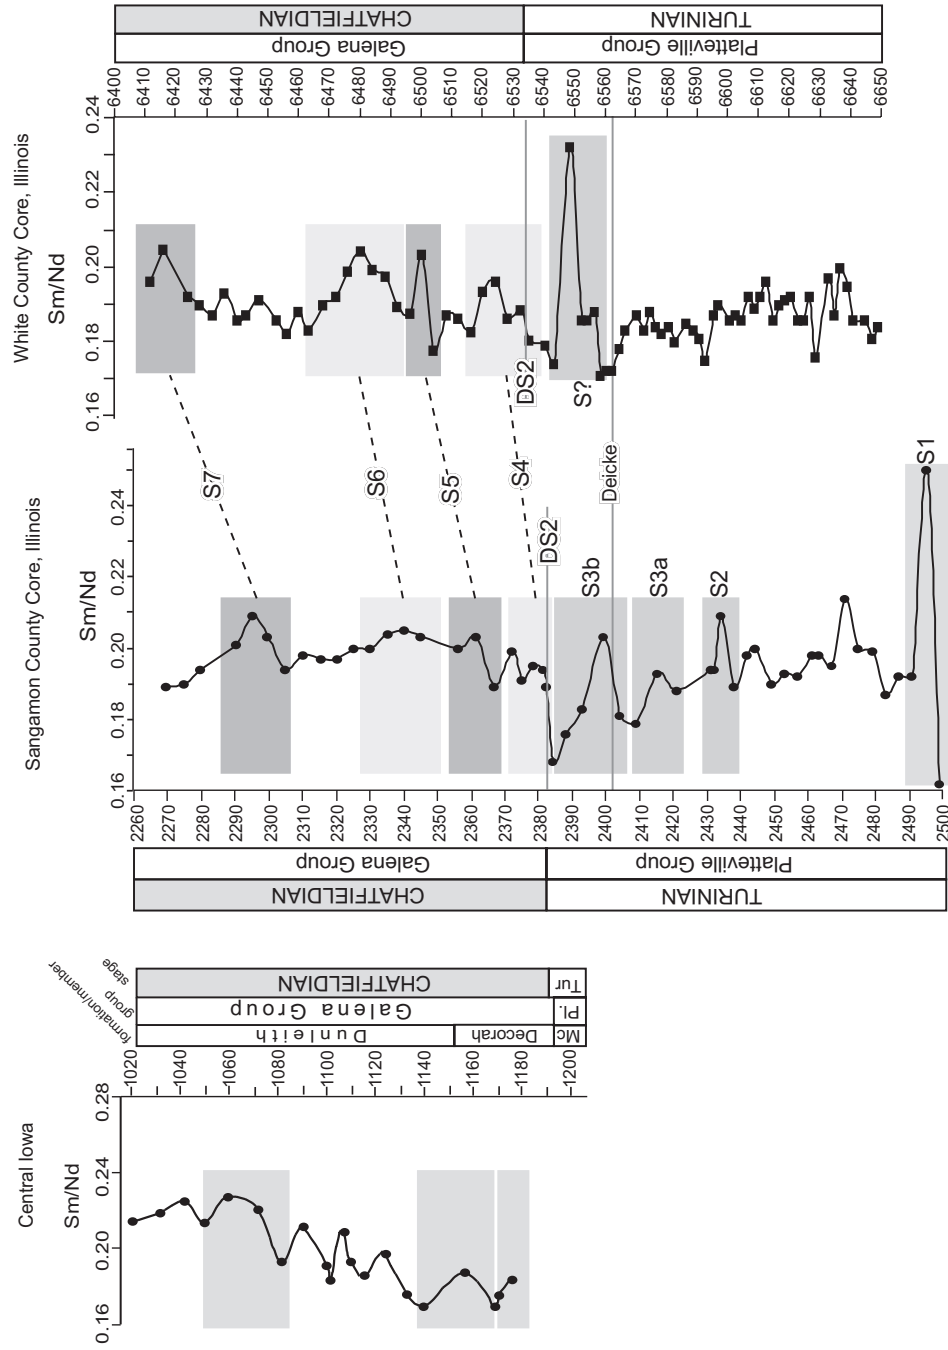 Central Iowa
Sm/Nd
0.16 0.20 0.24 0.28
1020
1040
1060
1080
1100
1120
1140
1160
1180
1200
formation/member
group
stage
Dunleith
Decorah
Mc
Galena Group
Pl.
CHATFIELDIAN
Tur
Sangamon County Core, Illinois
Sm/Nd
0.16 0.18 0.20 0.22 0.24
CHATFIELDIAN
TURINIAN
Galena Group
Platteville Group
2260
2270
2280
2290
2300
2310
2320
2330
2340
2350
2360
2370
2380
2390
2400
2410
2420
2430
2440
2450
2460
2470
2480
2490
2500
S7
S6
S5
S4
DS2
S3b
S3a
S2
S1
Deicke
White County Core, Illinois
Sm/Nd
0.16 0.18 0.20 0.22 0.24
DS2
S?
6400
6410
6420
6430
6440
6450
6460
6470
6480
6490
6500
6510
6520
6530
6540
6550
6560
6570
6580
6590
6600
6610
6620
6630
6640
6650
Galena Group
Platteville Group
CHATFIELDIAN
TURINIAN